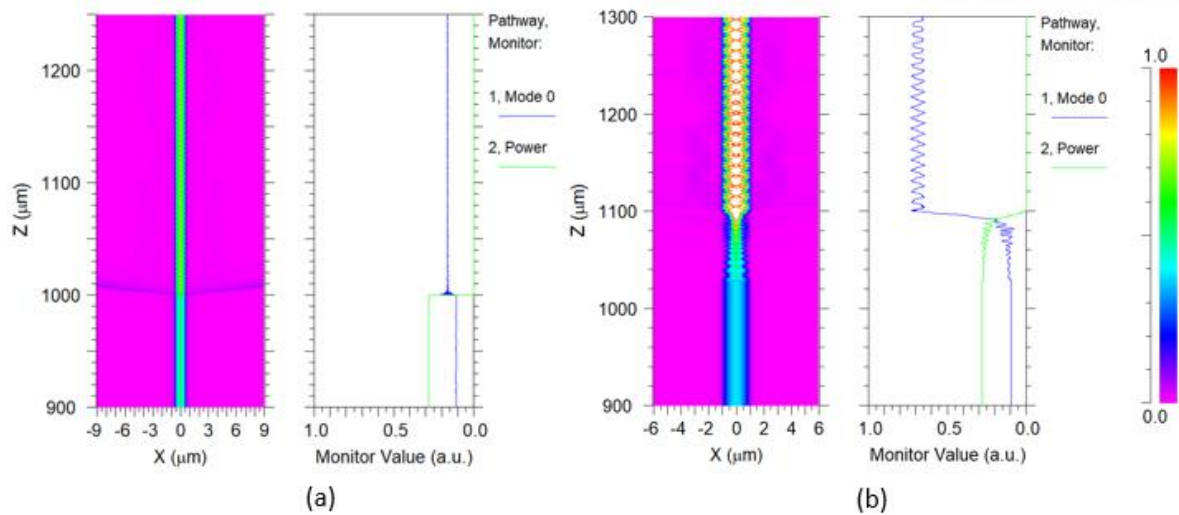 1200
1100
1000
900
Z (μm)
-9 -6 -3 0 3 6 9
X (μm)
1.0 0.5 0.0
Monitor Value (a.u.)
Pathway,
Monitor:
1, Mode 0
2, Power
(a)
1300
1200
1100
1000
900
Z (μm)
-6 -4 -2 0 2 4 6
X (μm)
1.0 0.5 0.0
Monitor Value (a.u.)
Pathway,
Monitor:
1, Mode 0
2, Power
(b)
1.0
0.0